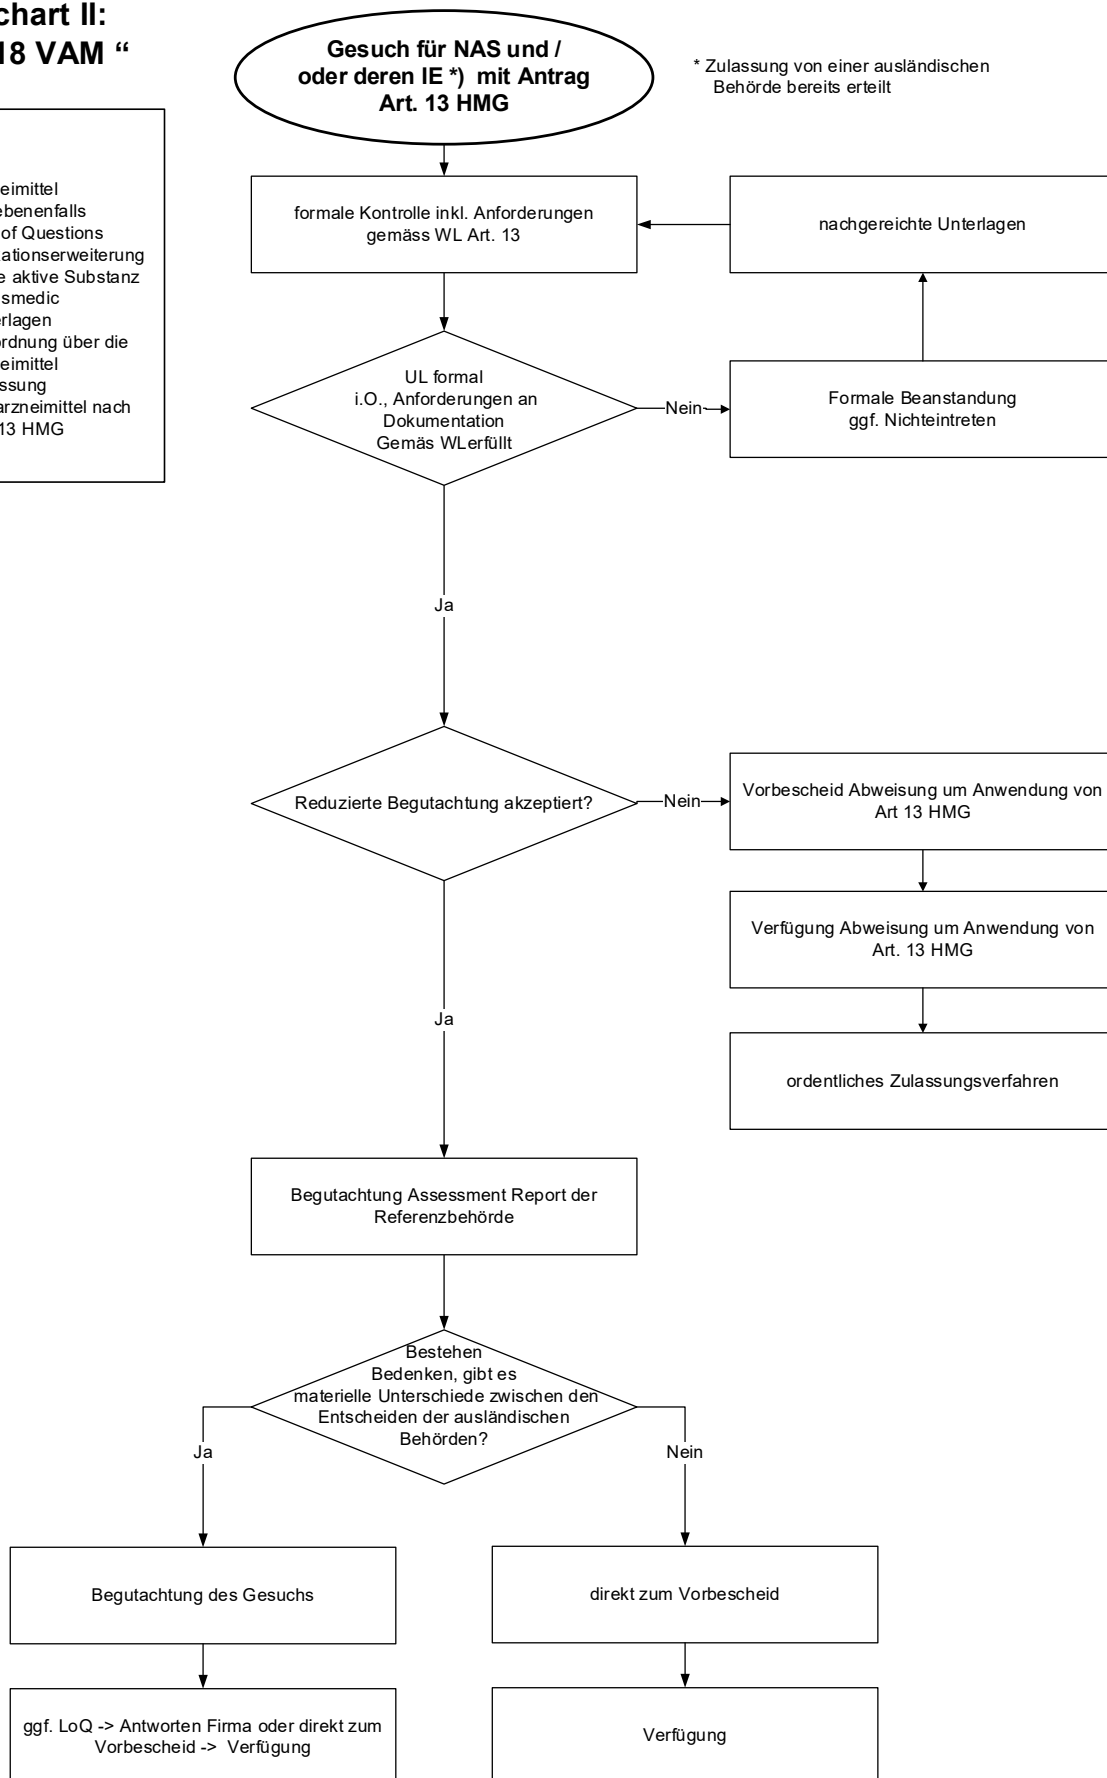 chart II:
18 VAM “
Gesuch für NAS und /
oder deren IE *) mit Antrag
Art. 13 HMG
* Zulassung von einer ausländischen
Behörde bereits erteilt
eimittel
ebenenfalls
of Questions
ationserweiterung
e aktive Substanz
smedic
erlagen
ordnung über die
eimittel
ssung
arzneimittel nach
13 HMG
formale Kontrolle inkl. Anforderungen
gemäss WL Art. 13
nachgereichte Unterlagen
UL formal
i.O., Anforderungen an
Dokumentation
Gemäs WLerfüllt
Nein
Formale Beanstandung
ggf. Nichteintreten
Ja
Reduzierte Begutachtung akzeptiert?
Nein
Vorbescheid Abweisung um Anwendung von
Art 13 HMG
Verfügung Abweisung um Anwendung von
Art. 13 HMG
Ja
ordentliches Zulassungsverfahren
Begutachtung Assessment Report der
Referenzbehörde
Bestehen
Bedenken, gibt es
materielle Unterschiede zwischen den
Entscheiden der ausländischen
Behörden?
Ja
Nein
Begutachtung des Gesuchs
direkt zum Vorbescheid
ggf. LoQ -> Antworten Firma oder direkt zum
Vorbescheid -> Verfügung
Verfügung